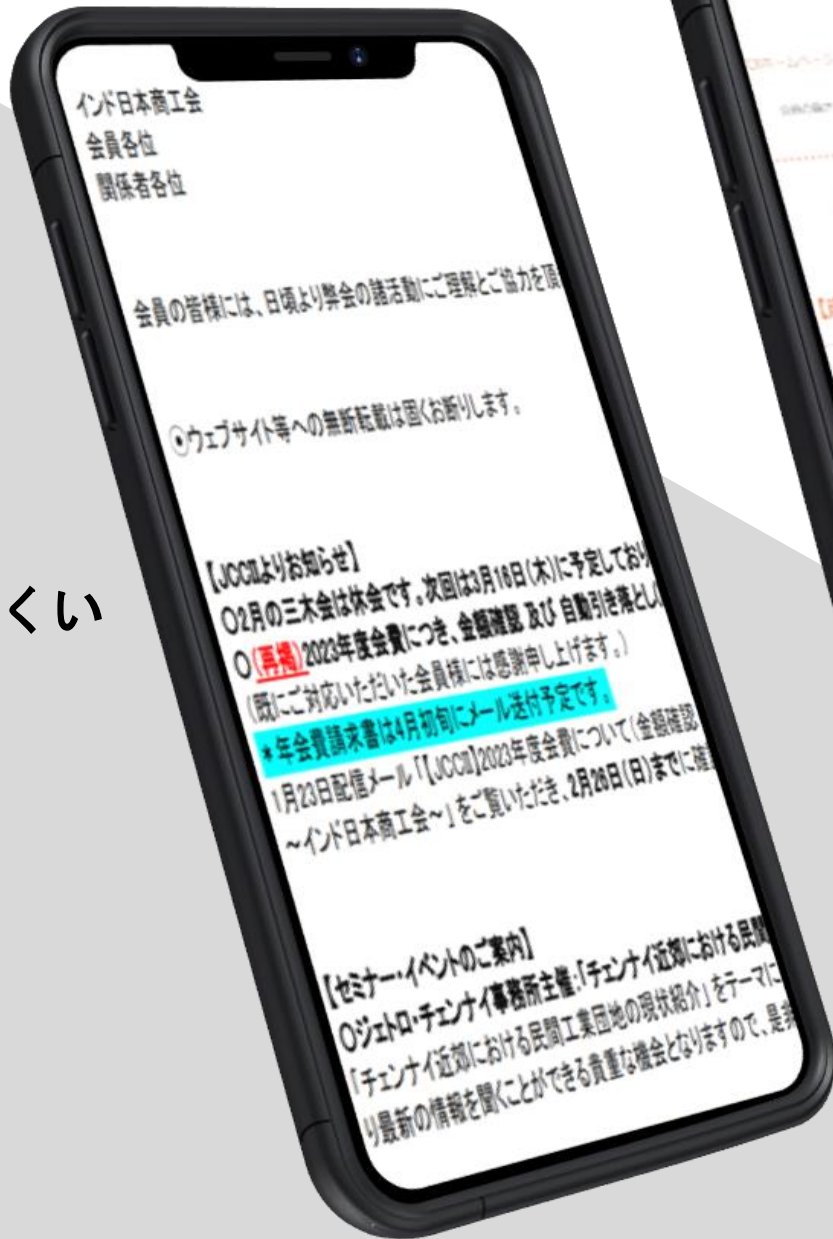 インド日本商工会
会員各位
関係者各位
会員の皆様には、日頃より弊会の諸活動にご理解とご協力を頂
⦿ウェブサイト等への無断転載は固くお断りします。
くい
【JCCIIよりお知らせ】
〇2月の三木会は休会です。次回は3月16日(木)に予定しており
〇(再掲)2023年度会費につき、金額確認 及び 自動引き落とし
(既にご対応いただいた会員様には感謝申し上げます。)
*年会費請求書は4月初旬にメール送付予定です。
1月23日配信メール「【JCCII】2023年度会費について(金額確認
~インド日本商工会~」をご覧いただき、2月26日(日)までに確認
【セミナー・イベントのご案内】
〇ジェトロ・チェンナイ事務所主催:「チェンナイ近郊における民間
「チェンナイ近郊における民間工業団地の現状紹介」をテーマに
り最新の情報を聞くことができる貴重な機会となりますので、是非